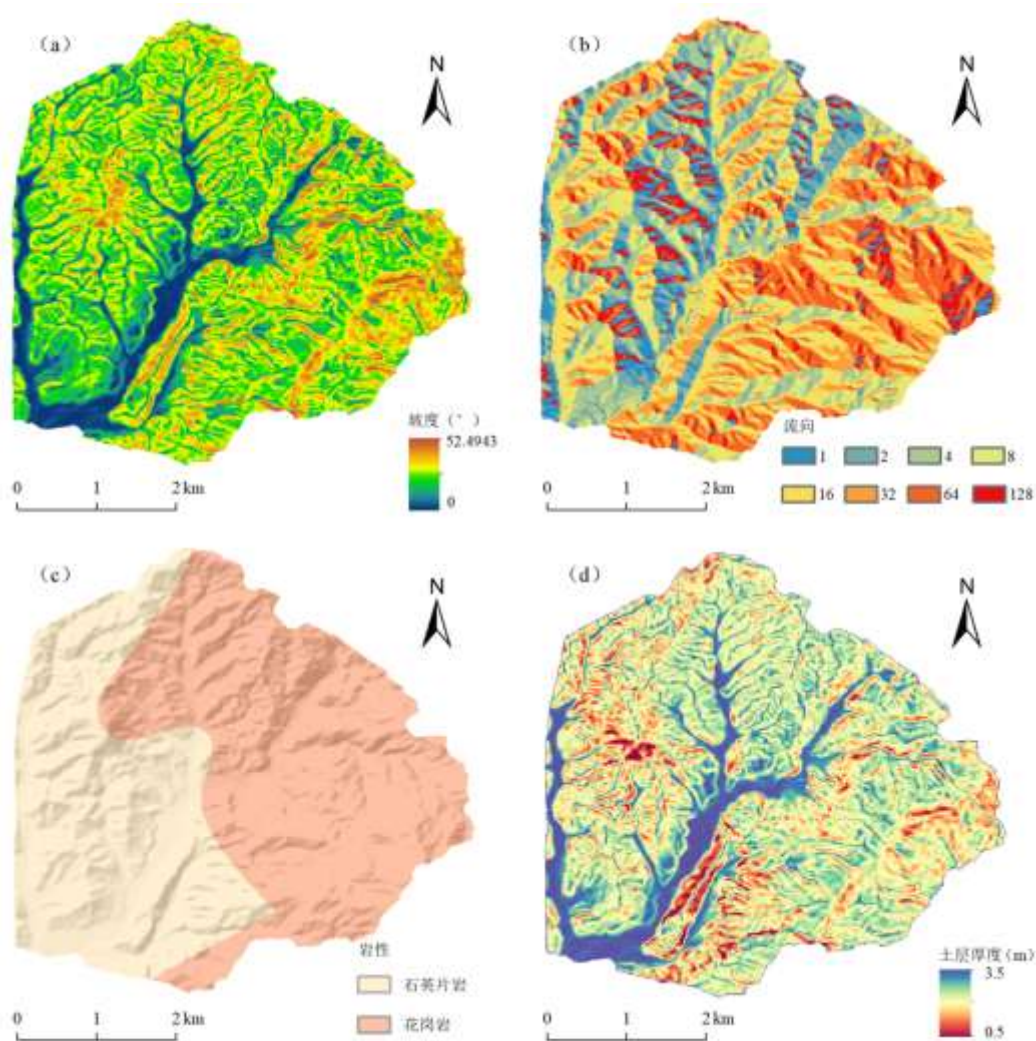 （a）
N
坡度（°）
52.4943
0
0 1 2 km
（b）
N
流向
1 2 4 8
16 32 64 128
0 1 2 km
（c）
N
岩性
石英片岩
花岗岩
0 1 2 km
（d）
N
土层厚度（m）
3.5
0.5
0 1 2 km